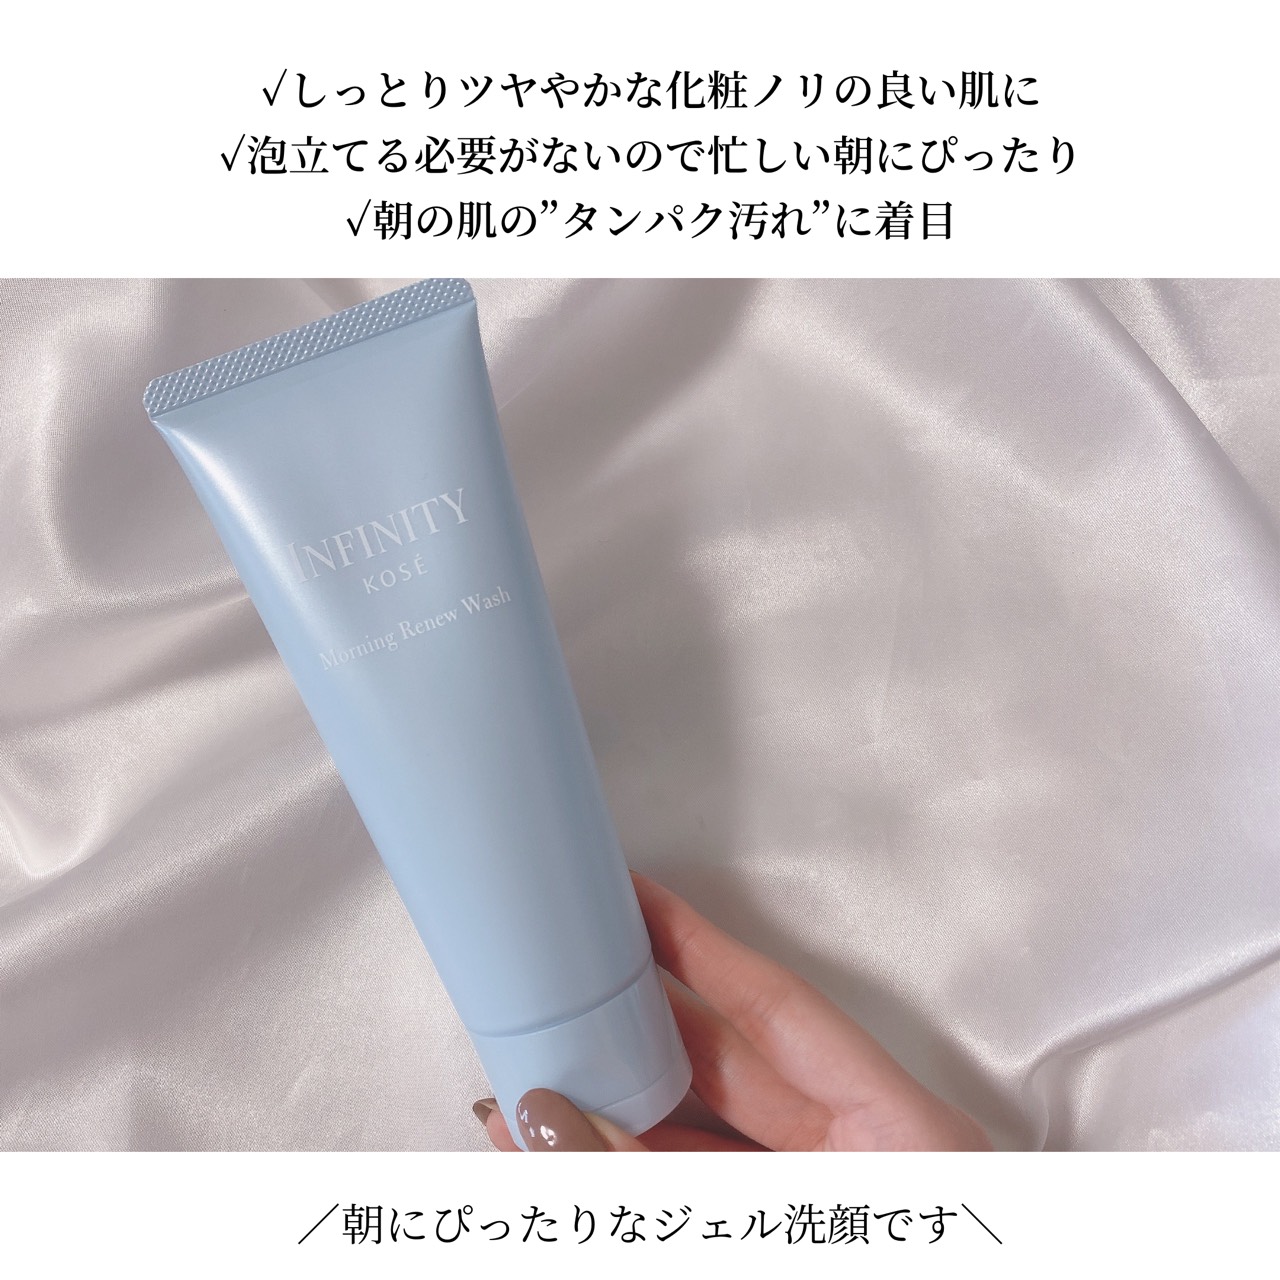 ✓しっとりツヤやかな化粧ノリの良い肌に
✓泡立てる必要がないので忙しい朝にぴったり
✓朝の肌の”タンパク汚れ”に着目
INFINITY
KOSÉ
Morning Renew Wash
／朝にぴったりなジェル洗顔です＼